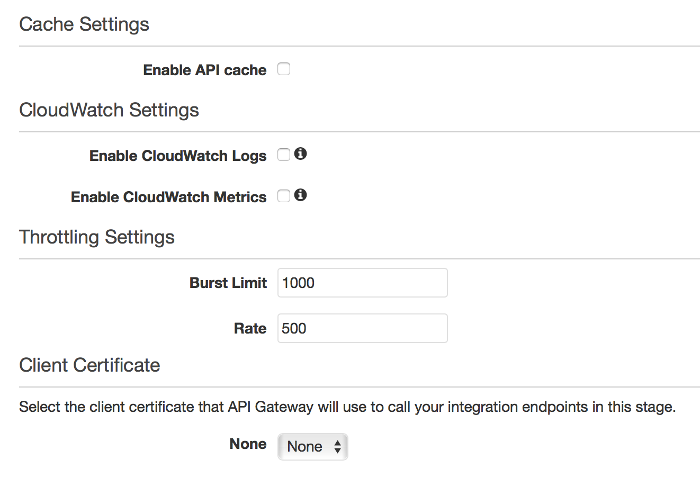 Cache Settings
Enable API cache
CloudWatch Settings
Enable CloudWatch Logs
Enable CloudWatch Metrics
Throttling Settings
Burst Limit 1000
Rate 500
Client Certificate
Select the client certificate that API Gateway will use to call your integration endpoints in this stage.
None None